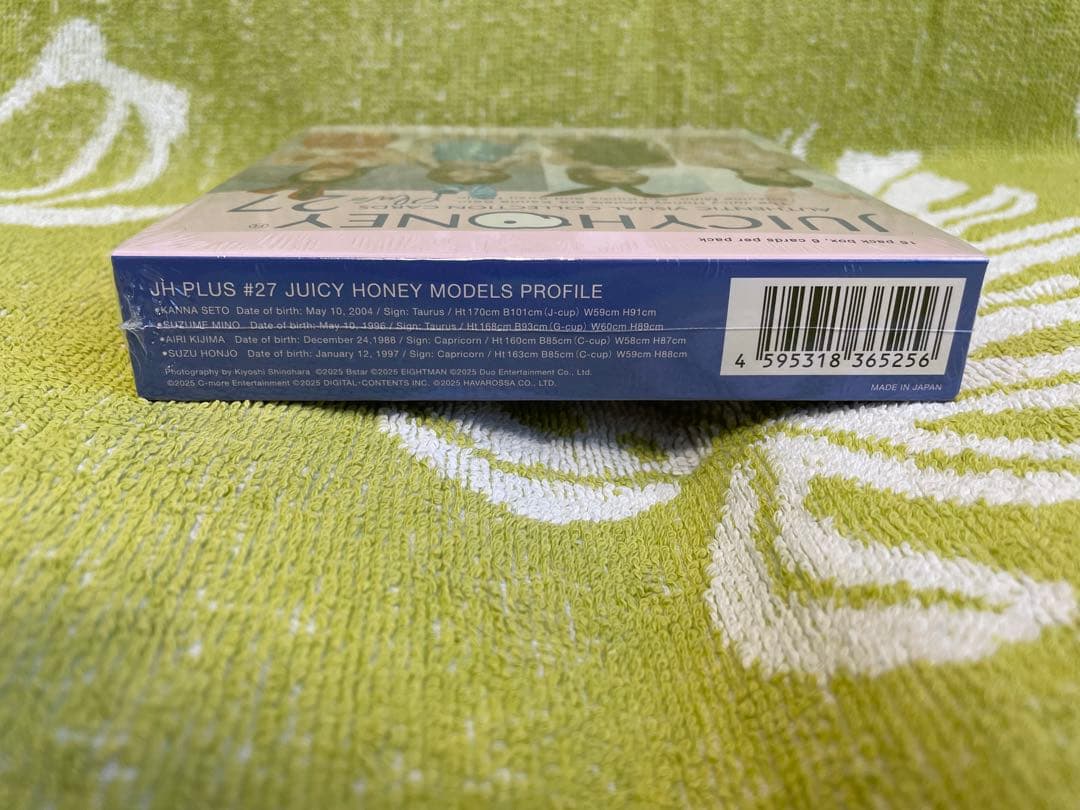 JUICYHONEY
Plus 27
15 pack box, 6 cards per pack
JH PLUS #27 JUICY HONEY MODELS PROFILE
•KANNA SETO Date of birth: May 10, 2004 / Sign: Taurus / Ht170cm B101cm(J-cup) W59cm H91cm
•SUZUME MINO Date of birth: May 10, 1996 / Sign: Taurus / Ht168cm B93cm(G-cup) W60cm H89cm
•AIRI KIJIMA Date of birth: December 24,1988 / Sign: Capricorn / Ht160cm B85cm(C-cup) W58cm H87cm
•SUZU HONJO Date of birth: January 12, 1997 / Sign: Capricorn / Ht163cm B85cm(C-cup) W59cm H88cm
Photography by Kiyoshi Shinohara ©2025 Bstar ©2025 EIGHTMAN ©2025 Duo Entertainment Co., Ltd.
©2025 C-more Entertainment ©2025 DIGITAL-CONTENTS INC. ©2025 HAVAROSSA CO., LTD.
4 595318 365256
MADE IN JAPAN